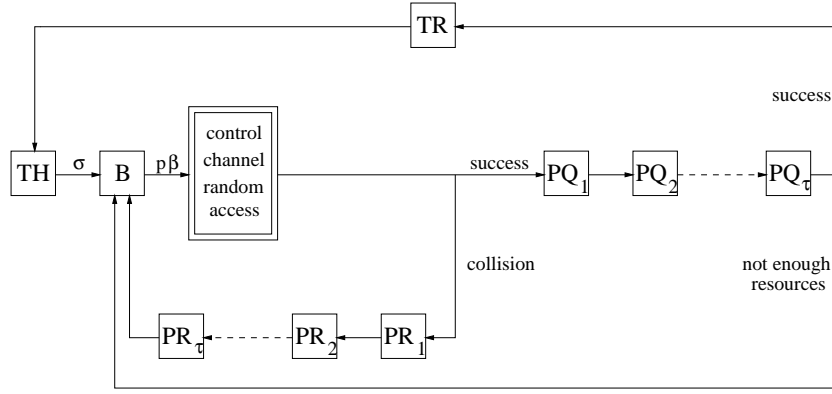 TR
success
control
channel
random
access
TH
σ
B
pβ
success
PQ1
PQ2
PQτ
collision
not enough
resources
PRτ
PR2
PR1